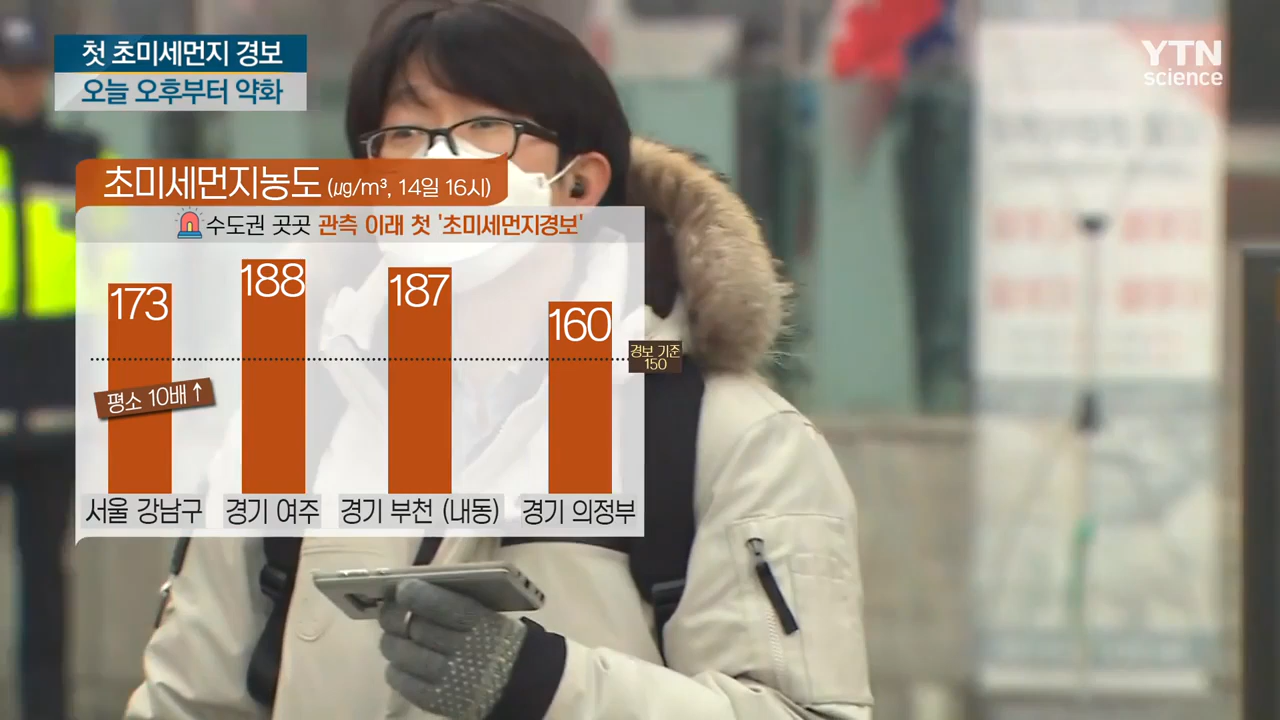 첫 초미세먼지 경보
오늘 오후부터 약화
YTN
science
초미세먼지농도 (㎍/m³, 14일 16시)
수도권 곳곳 관측 이래 첫 '초미세먼지경보'
173
188
187
160
경보 기준
150
평소 10배↑
서울 강남구
경기 여주
경기 부천 (내동)
경기 의정부